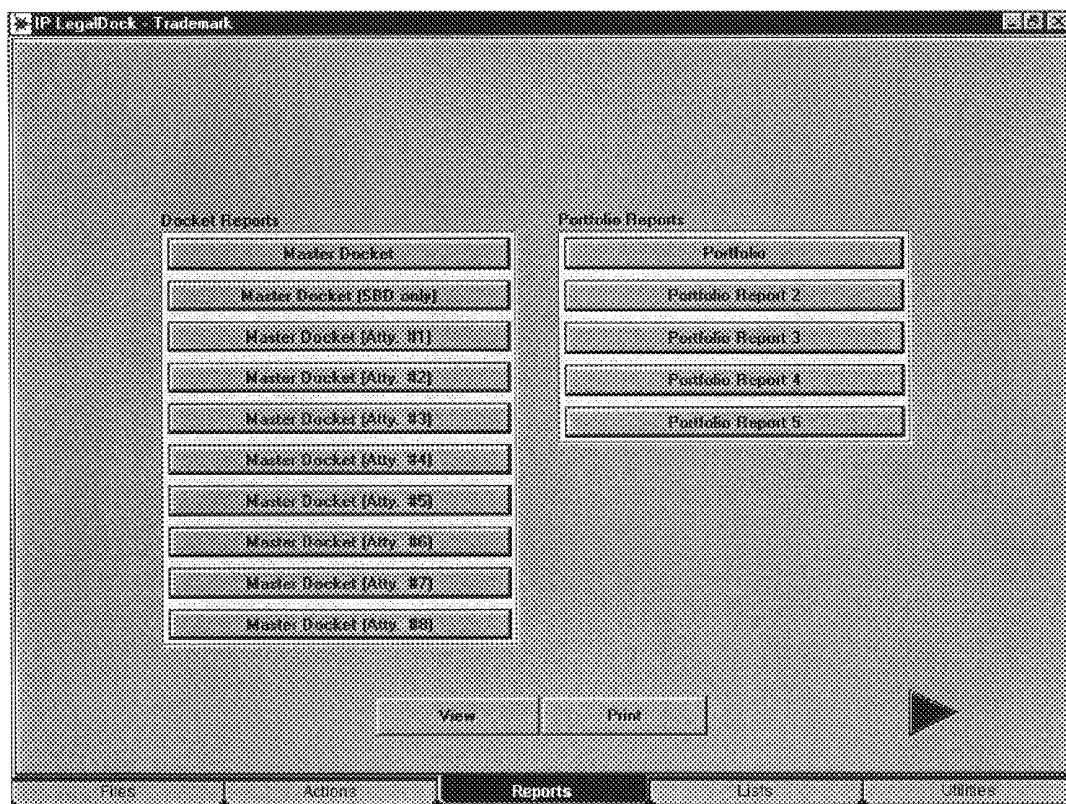 IP LegalDock - Trademark
Docket Reports
Master Docket
Master Docket (SBD only)
Master Docket (Atty. #1)
Master Docket (Atty. #2)
Master Docket (Atty. #3)
Master Docket (Atty. #4)
Master Docket (Atty. #5)
Master Docket (Atty. #6)
Master Docket (Atty. #7)
Master Docket (Atty. #8)
Portfolio Reports
Portfolio
Portfolio Report 2
Portfolio Report 3
Portfolio Report 4
Portfolio Report 5
View Print
Files Actions Reports Lists Utilities